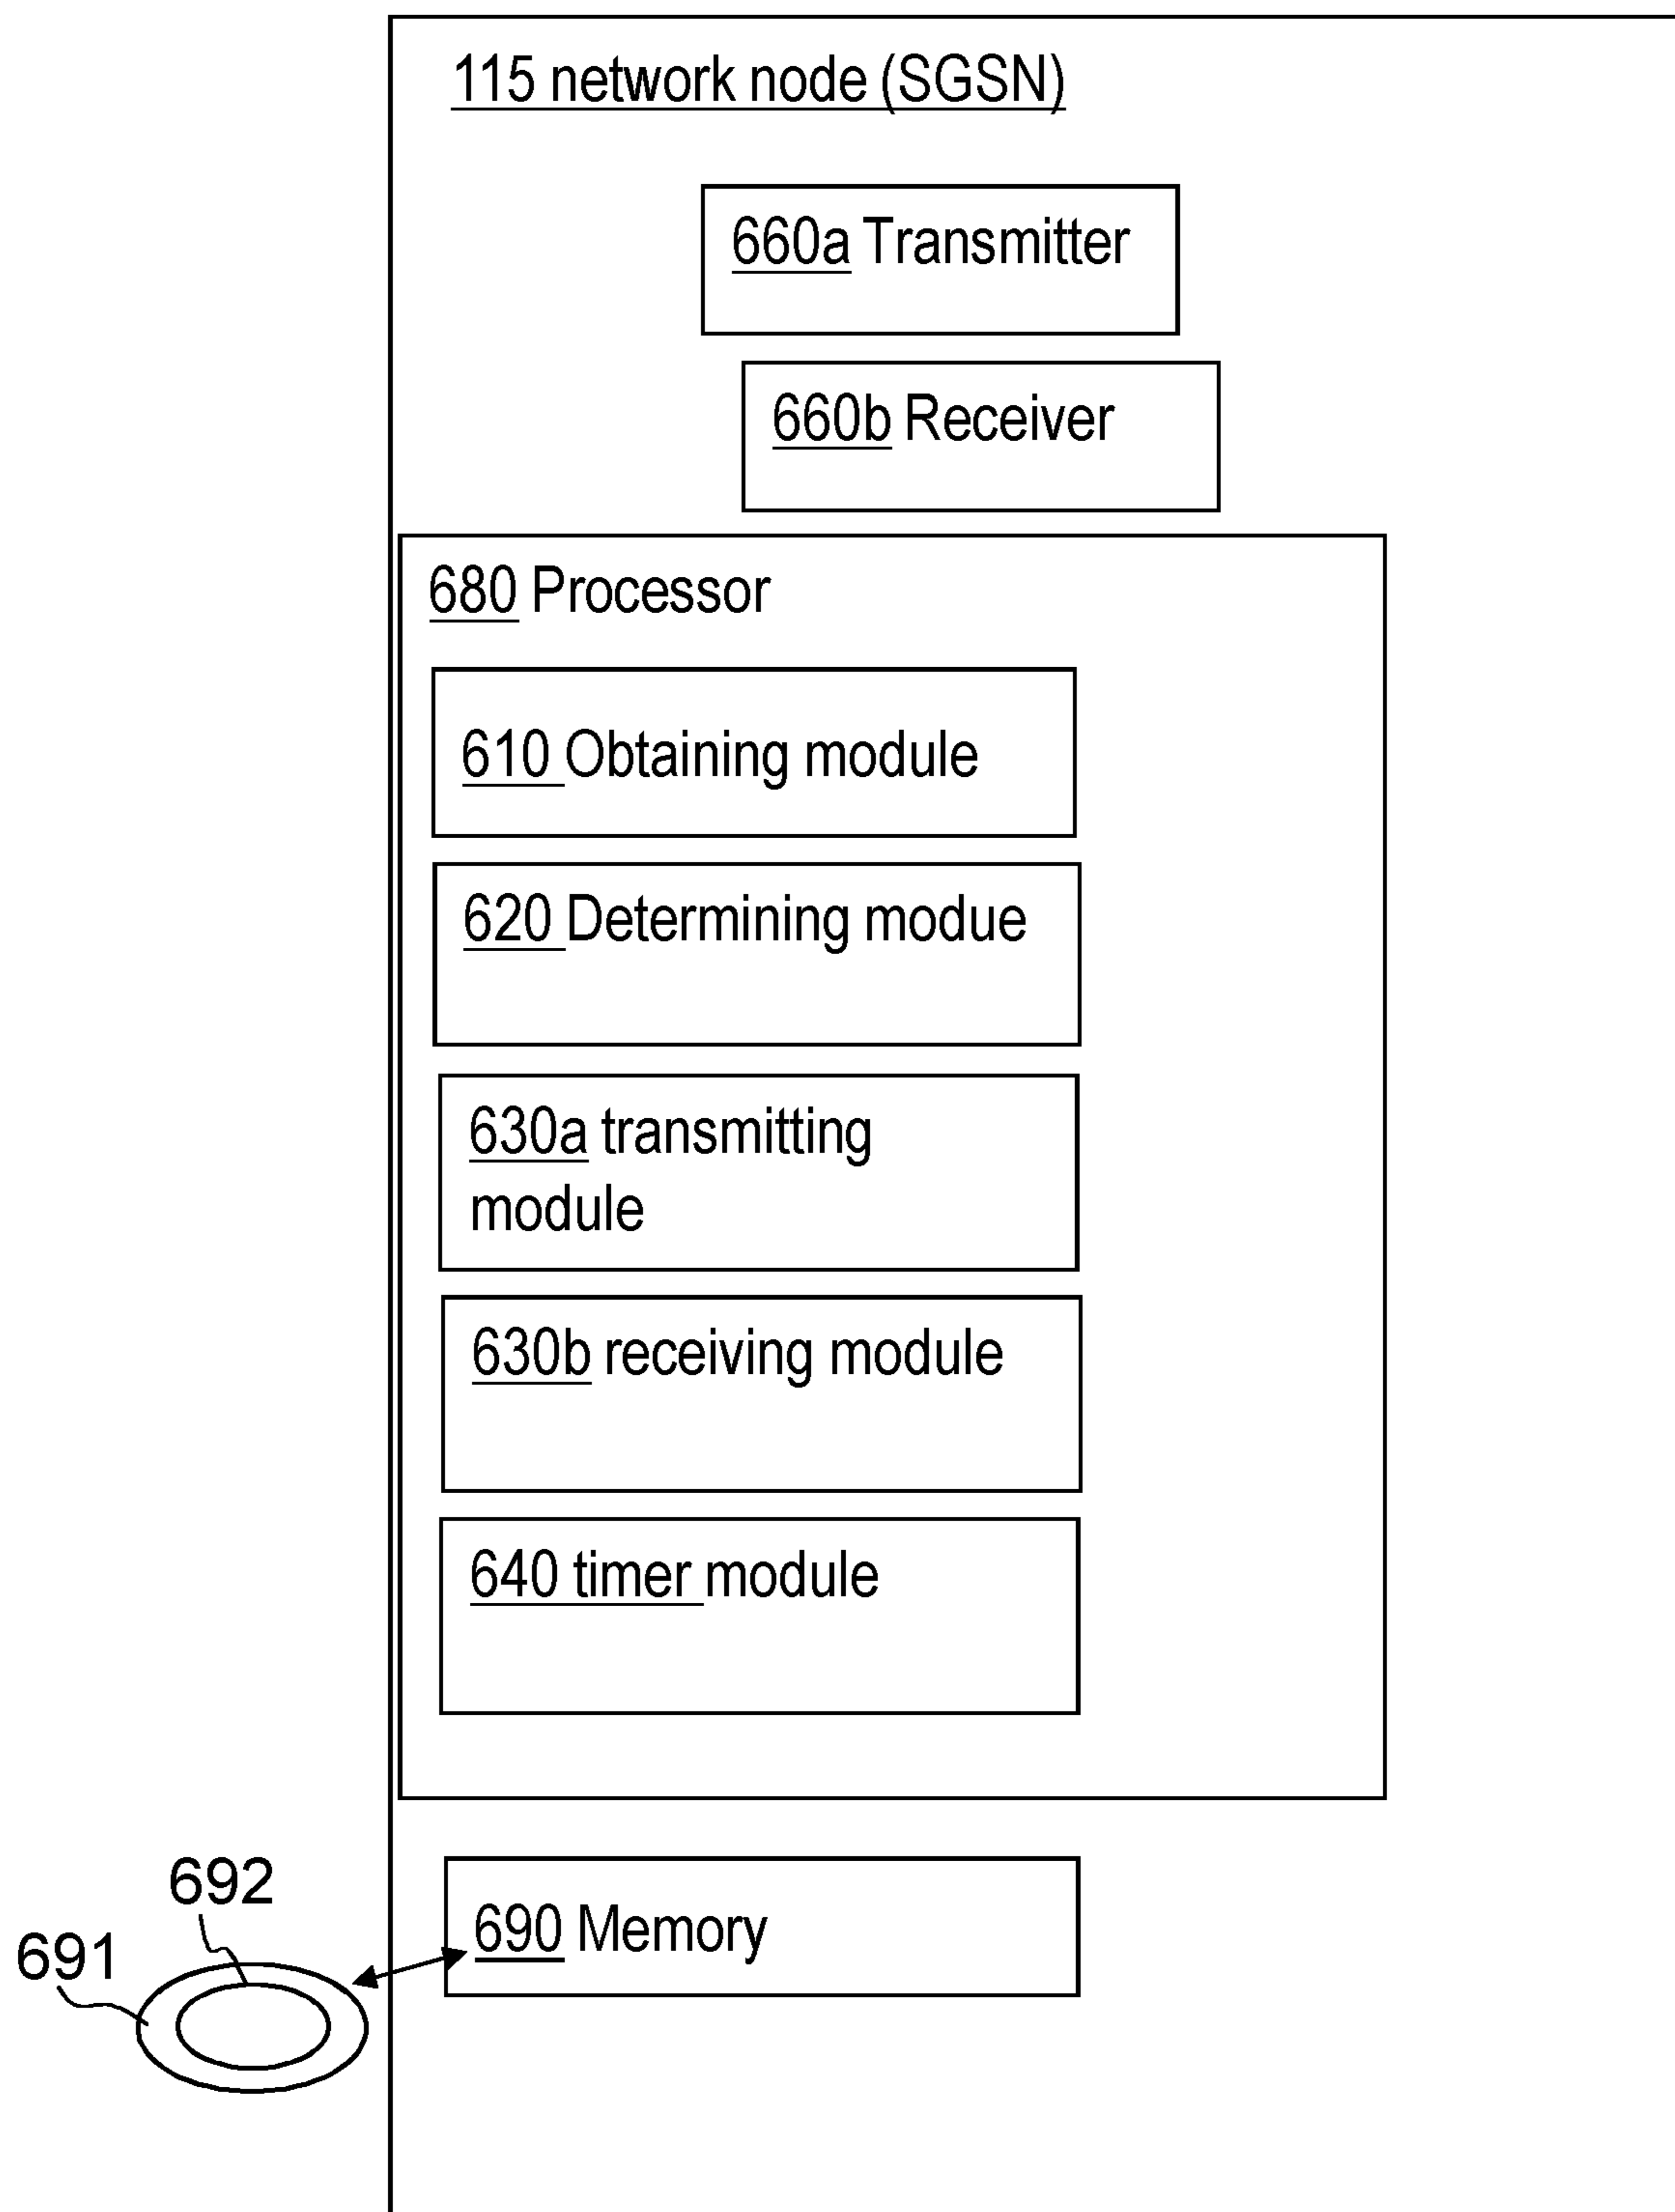 115 network node (SGSN)
660a Transmitter
660b Receiver
680 Processor
610 Obtaining module
620 Determining modue
630a transmitting
module
630b receiving module
640 timer module
692
690 Memory
691